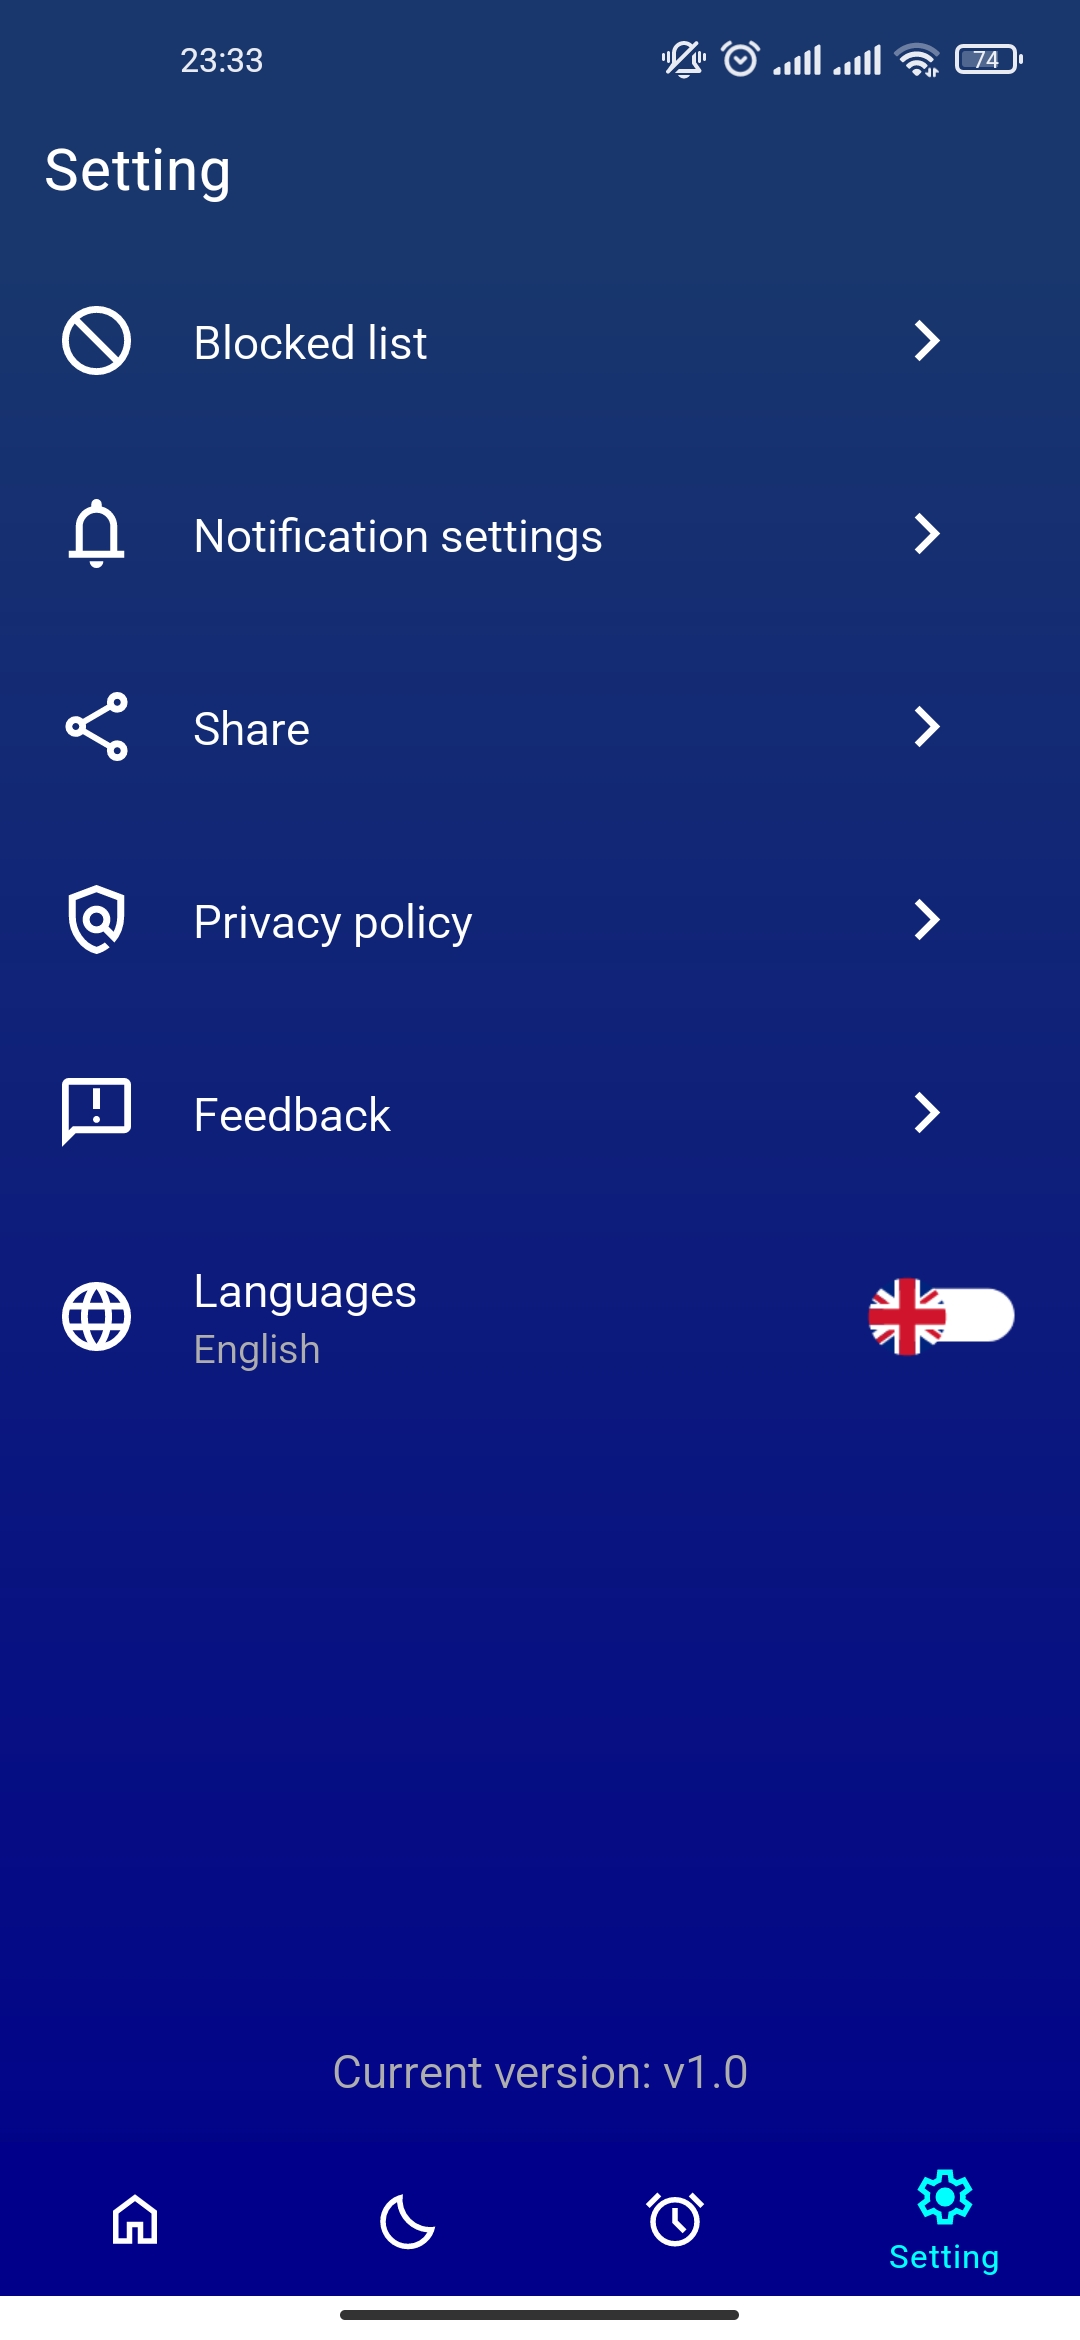 23:33
74
Setting
Blocked list
Notification settings
Share
Privacy policy
Feedback
Languages
English
Current version: v1.0
Setting